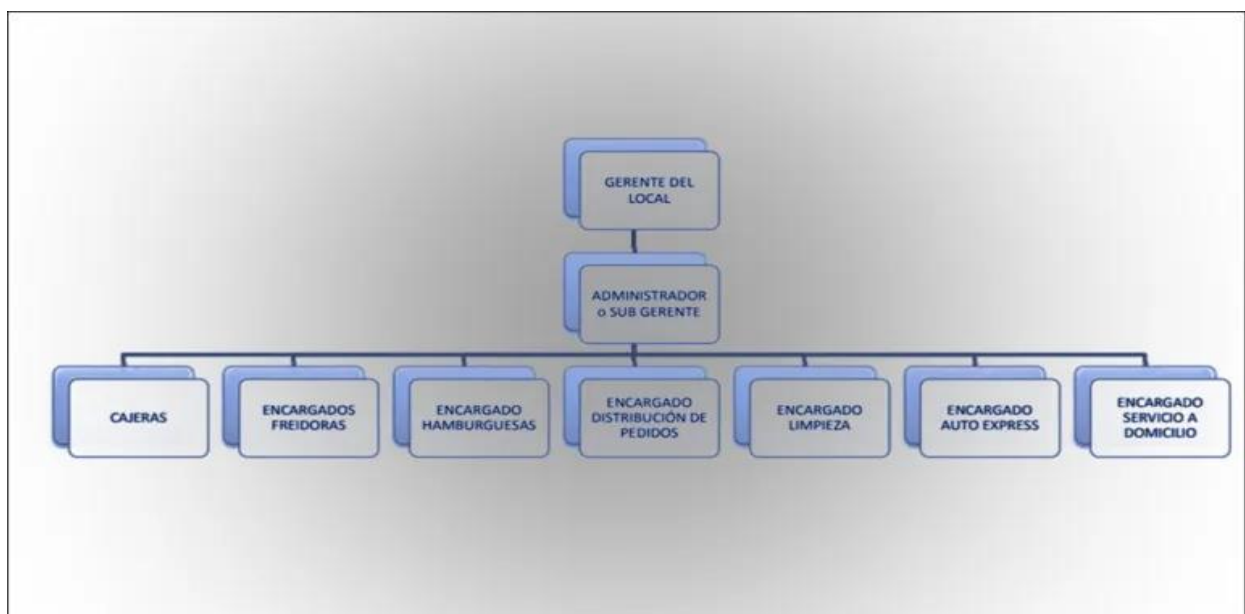 GERENTE DEL
LOCAL
ADMINISTRADOR
o SUB GERENTE
CAJERAS
ENCARGADOS
FREIDORAS
ENCARGADO
HAMBURGUESAS
ENCARGADO
DISTRIBUCIÓN DE
PEDIDOS
ENCARGADO
LIMPIEZA
ENCARGADO
AUTO EXPRESS
ENCARGADO
SERVICIO A
DOMICILIO